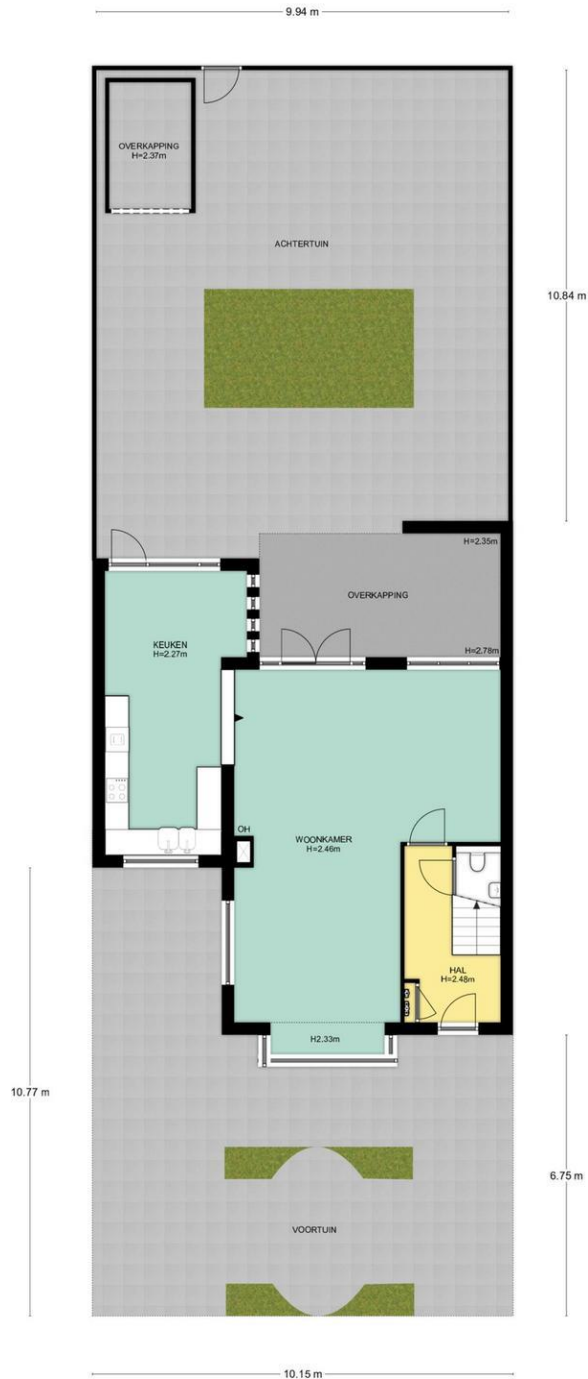 9.94 m
OVERKAPPING
H=2.37m
ACHTERTUIN
10.84 m
H=2.35m
OVERKAPPING
KEUKEN
H=2.27m
H=2.78m
OH
WOONKAMER
H=2.46m
HAL
H=2.48m
H2.33m
10.77 m
6.75 m
VOORTUIN
10.15 m